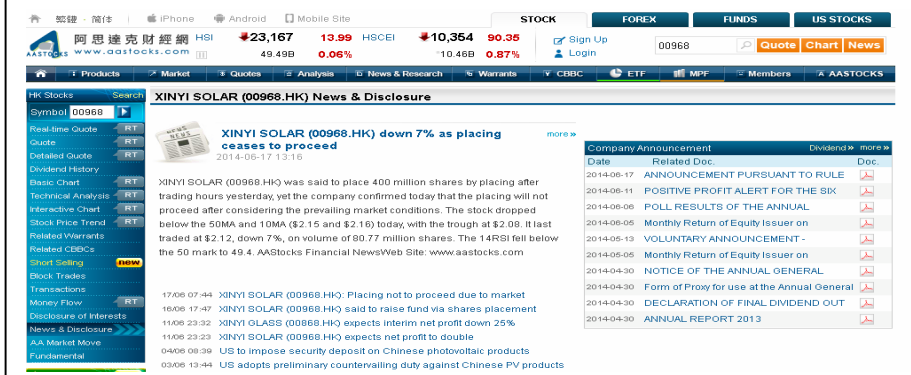 繁體 · 简体 iPhone Android Mobile Site STOCK FOREX FUNDS US STOCKS
阿思達克財經網 HSI 23,167 13.99 HSCEI 10,354 90.35 Sign Up
AASTOCKS www.aastocks.com 49.49B 0.06% 10.46B 0.87% Login 00968 Quote Chart News
Products Market Quotes Analysis News & Research Warrants CBBC ETF MPF Members AASTOCKS
HK Stocks Search
Symbol 00968
Real-time Quote RT
Quote RT
Detailed Quote RT
Dividend History
Basic Chart RT
Technical Analysis RT
Interactive Chart RT
Stock Price Trend RT
Related Warrants
Related CBBCs
Short Selling new
Block Trades
Transactions
Money Flow RT
Disclosure of Interests
News & Disclosure
AA Market Move
Fundamental
XINYI SOLAR (00968.HK) News & Disclosure
NEWS
XINYI SOLAR (00968.HK) down 7% as placing more »
ceases to proceed
2014-06-17 13:16
XINYI SOLAR (00968.HK) was said to place 400 million shares by placing after
trading hours yesterday, yet the company confirmed today that the placing will not
proceed after considering the prevailing market conditions. The stock dropped
below the 50MA and 10MA ($2.15 and $2.16) today, with the trough at $2.08. It last
traded at $2.12, down 7%, on volume of 80.77 million shares. The 14RSI fell below
the 50 mark to 49.4. AAStocks Financial NewsWeb Site: www.aastocks.com
17/06 07:44 XINYI SOLAR (00968.HK): Placing not to proceed due to market
16/06 17:47 XINYI SOLAR (00968.HK) said to raise fund via shares placement
11/06 23:32 XINYI GLASS (00868.HK) expects interim net profit down 25%
11/06 23:23 XINYI SOLAR (00968.HK) expects net profit to double
04/06 08:39 US to impose security deposit on Chinese photovoltaic products
03/06 13:44 US adopts preliminary countervailing duty against Chinese PV products
Company Announcement Dividend » more »
Date Related Doc. Doc.
2014-06-17 ANNOUNCEMENT PURSUANT TO RULE
2014-06-11 POSITIVE PROFIT ALERT FOR THE SIX
2014-06-06 POLL RESULTS OF THE ANNUAL
2014-06-05 Monthly Return of Equity Issuer on
2014-05-13 VOLUNTARY ANNOUNCEMENT -
2014-05-05 Monthly Return of Equity Issuer on
2014-04-30 NOTICE OF THE ANNUAL GENERAL
2014-04-30 Form of Proxy for use at the Annual General
2014-04-30 DECLARATION OF FINAL DIVIDEND OUT
2014-04-30 ANNUAL REPORT 2013